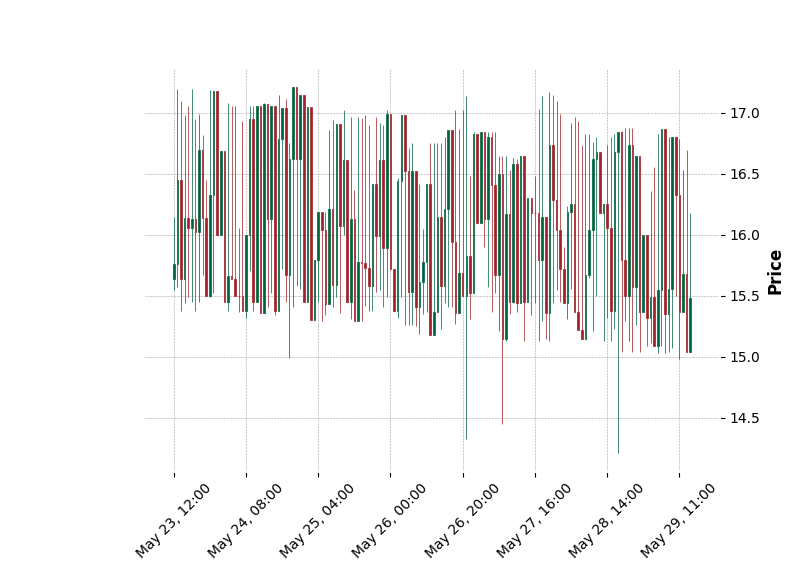 17.0
16.5
16.0
15.5
15.0
14.5
Price
May 23, 12:00
May 24, 08:00
May 25, 04:00
May 26, 00:00
May 26, 20:00
May 27, 16:00
May 28, 14:00
May 29, 11:00